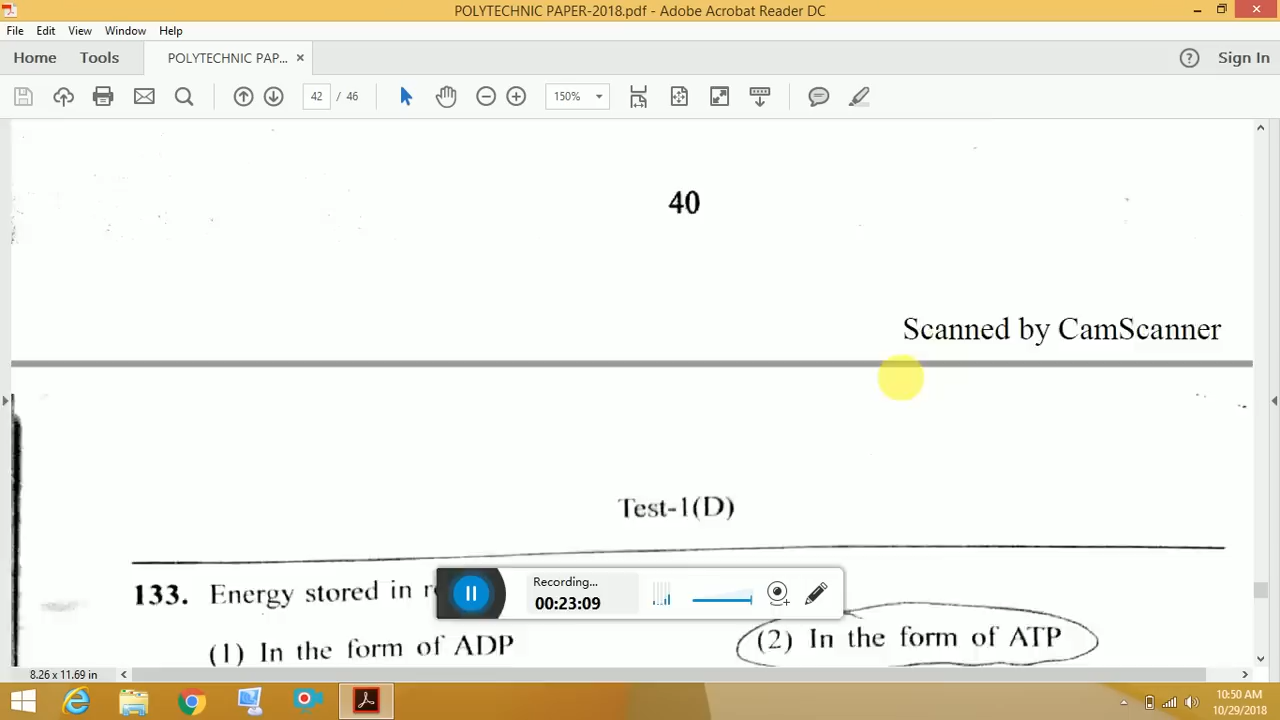 POLYTECHNIC PAPER-2018.pdf - Adobe Acrobat Reader DC
File Edit View Window Help
Home Tools POLYTECHNIC PAP... × Sign In
42 / 46 150%
40
Scanned by CamScanner
Test-1(D)
133. Energy stored in
(1) In the form of ADP
(2) In the form of ATP
Recording...
00:23:09
8.26 x 11.69 in
10:50 AM
10/29/2018